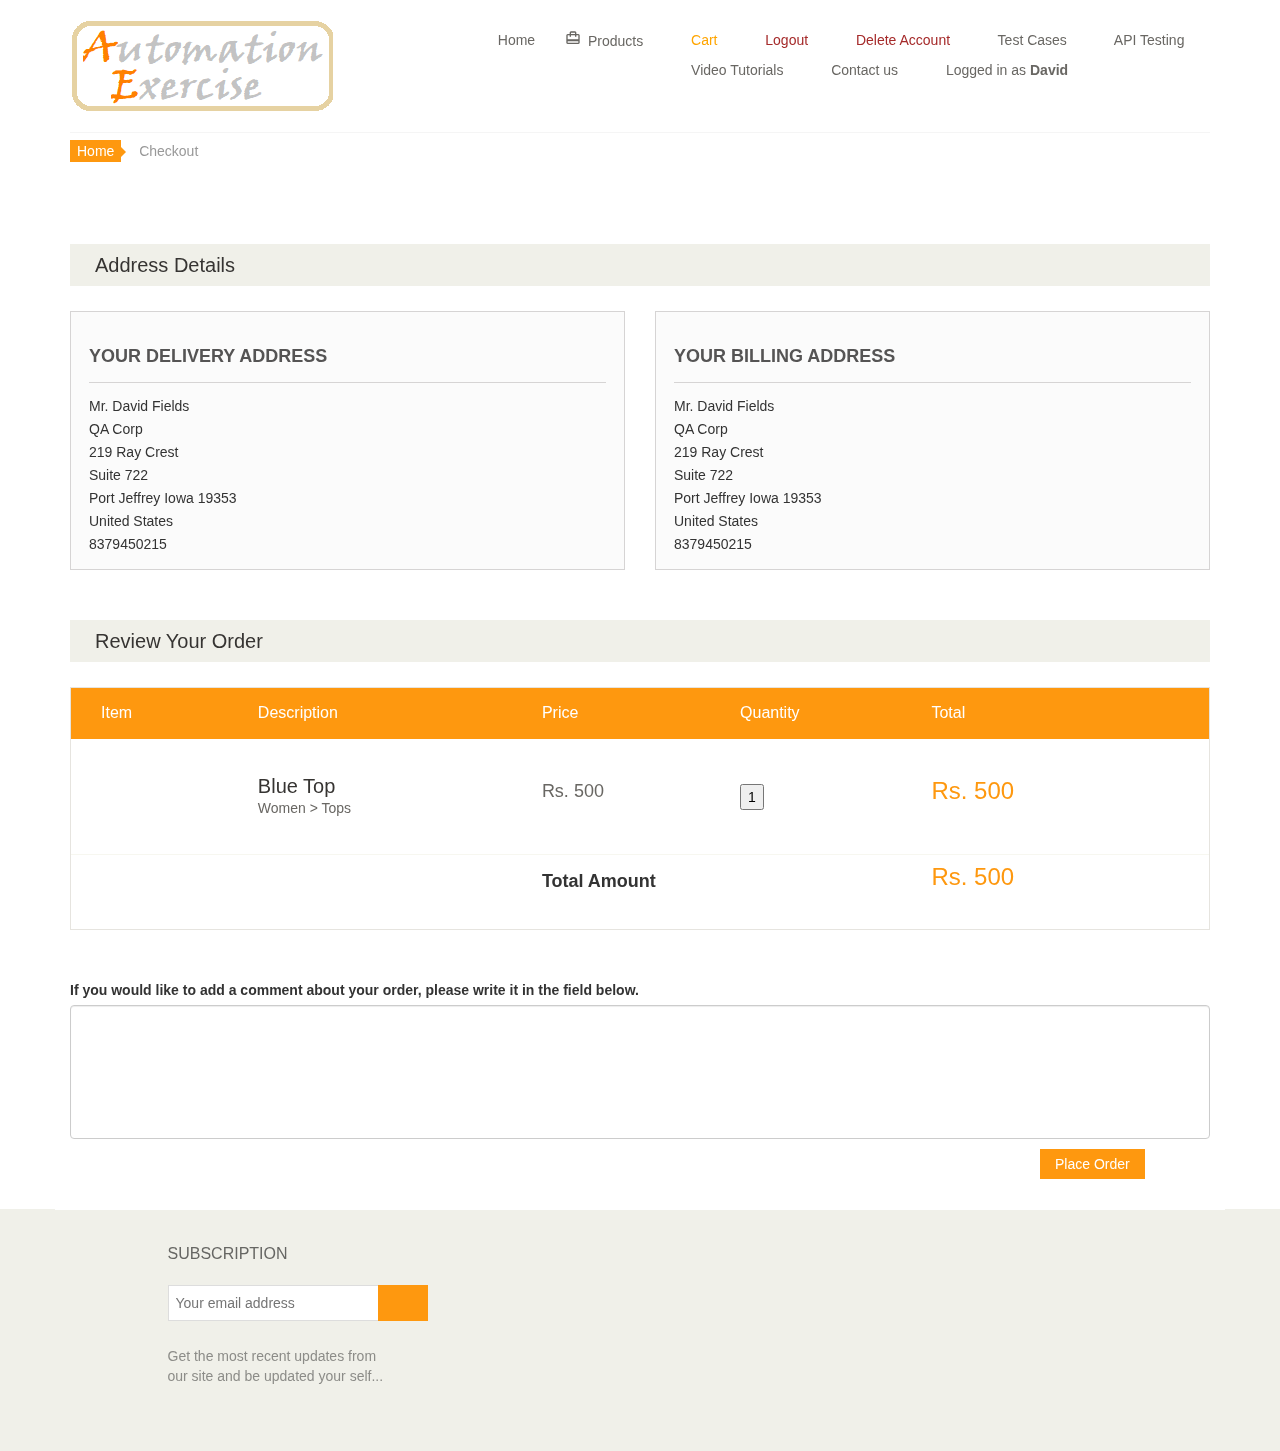 Automation
Exercise
Home Products Cart Logout Delete Account Test Cases API Testing
Video Tutorials Contact us Logged in as David
Home Checkout
Address Details
YOUR DELIVERY ADDRESS
Mr. David Fields
QA Corp
219 Ray Crest
Suite 722
Port Jeffrey Iowa 19353
United States
8379450215
YOUR BILLING ADDRESS
Mr. David Fields
QA Corp
219 Ray Crest
Suite 722
Port Jeffrey Iowa 19353
United States
8379450215
Review Your Order
Item Description Price Quantity Total
Blue Top Rs. 500 1 Rs. 500
Women > Tops
Total Amount Rs. 500
If you would like to add a comment about your order, please write it in the field below.
Place Order
SUBSCRIPTION
Your email address
Get the most recent updates from
our site and be updated your self...